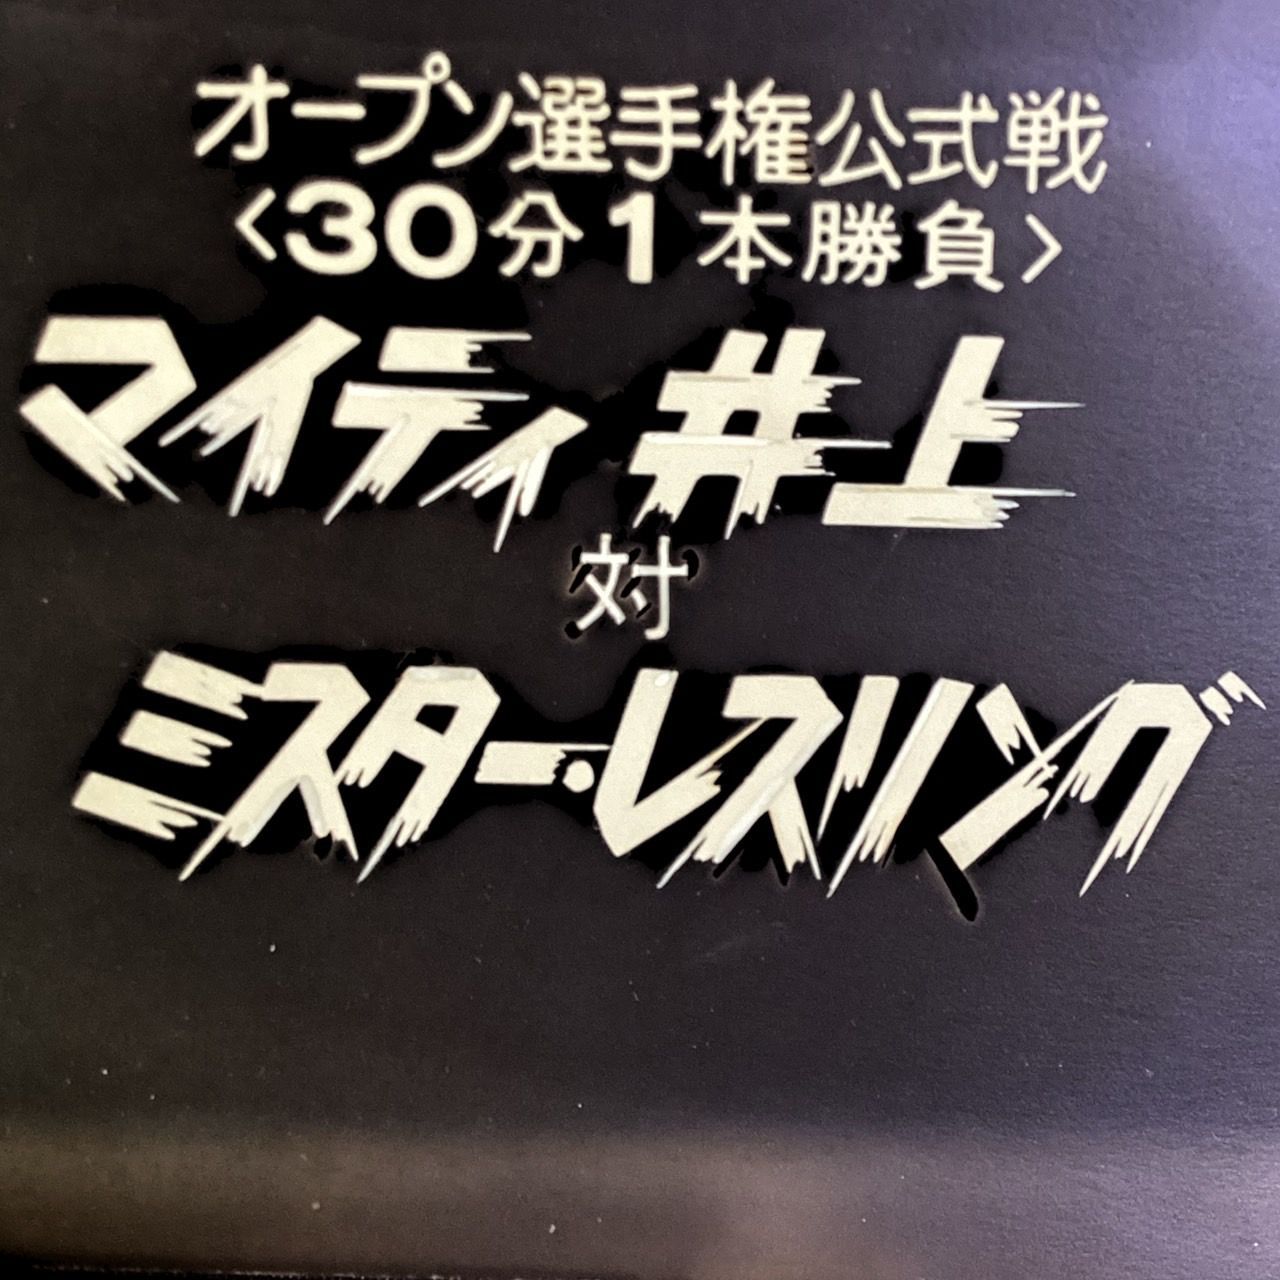 オープン選手権公式戦
〈30分1本勝負〉
マイティ井上
対
ミスター・レスリング